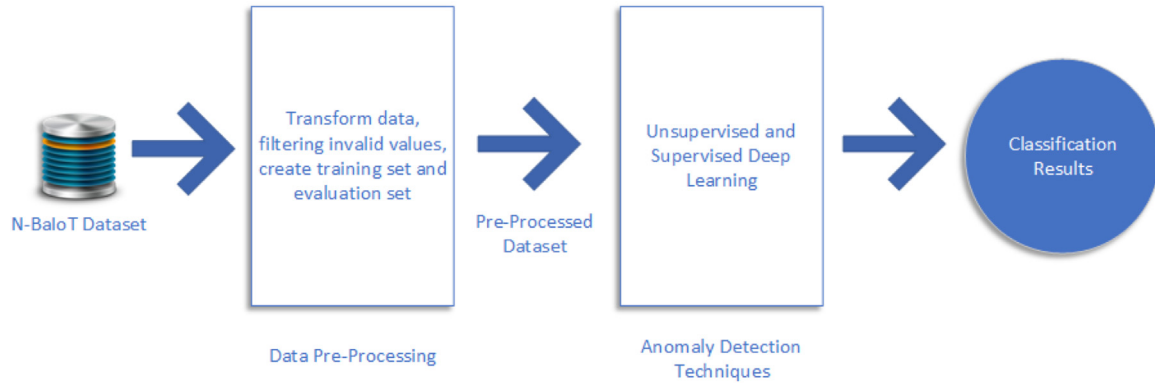 N-BaIoT Dataset
Transform data,
filtering invalid values,
create training set and
evaluation set
Data Pre-Processing
Pre-Processed
Dataset
Unsupervised and
Supervised Deep
Learning
Anomaly Detection
Techniques
Classification
Results